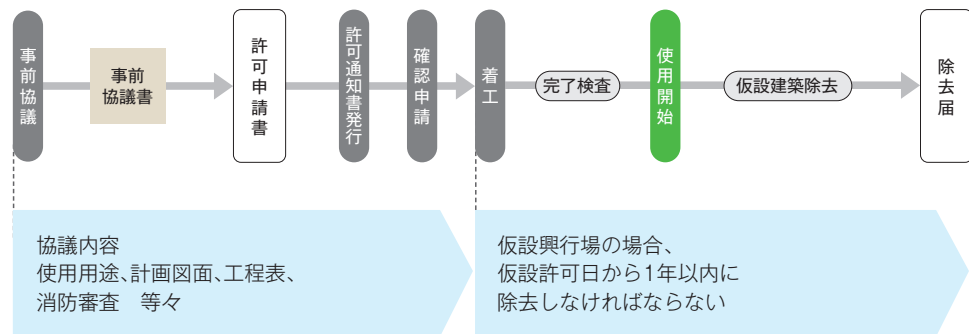 事前協議
事前
協議書
許可申請書
許可通知書発行
確認申請
着工
完了検査
使用開始
仮設建築除去
除去届
協議内容
使用用途、計画図面、工程表、
消防審査　等々
仮設興行場の場合、
仮設許可日から1年以内に
除去しなければならない